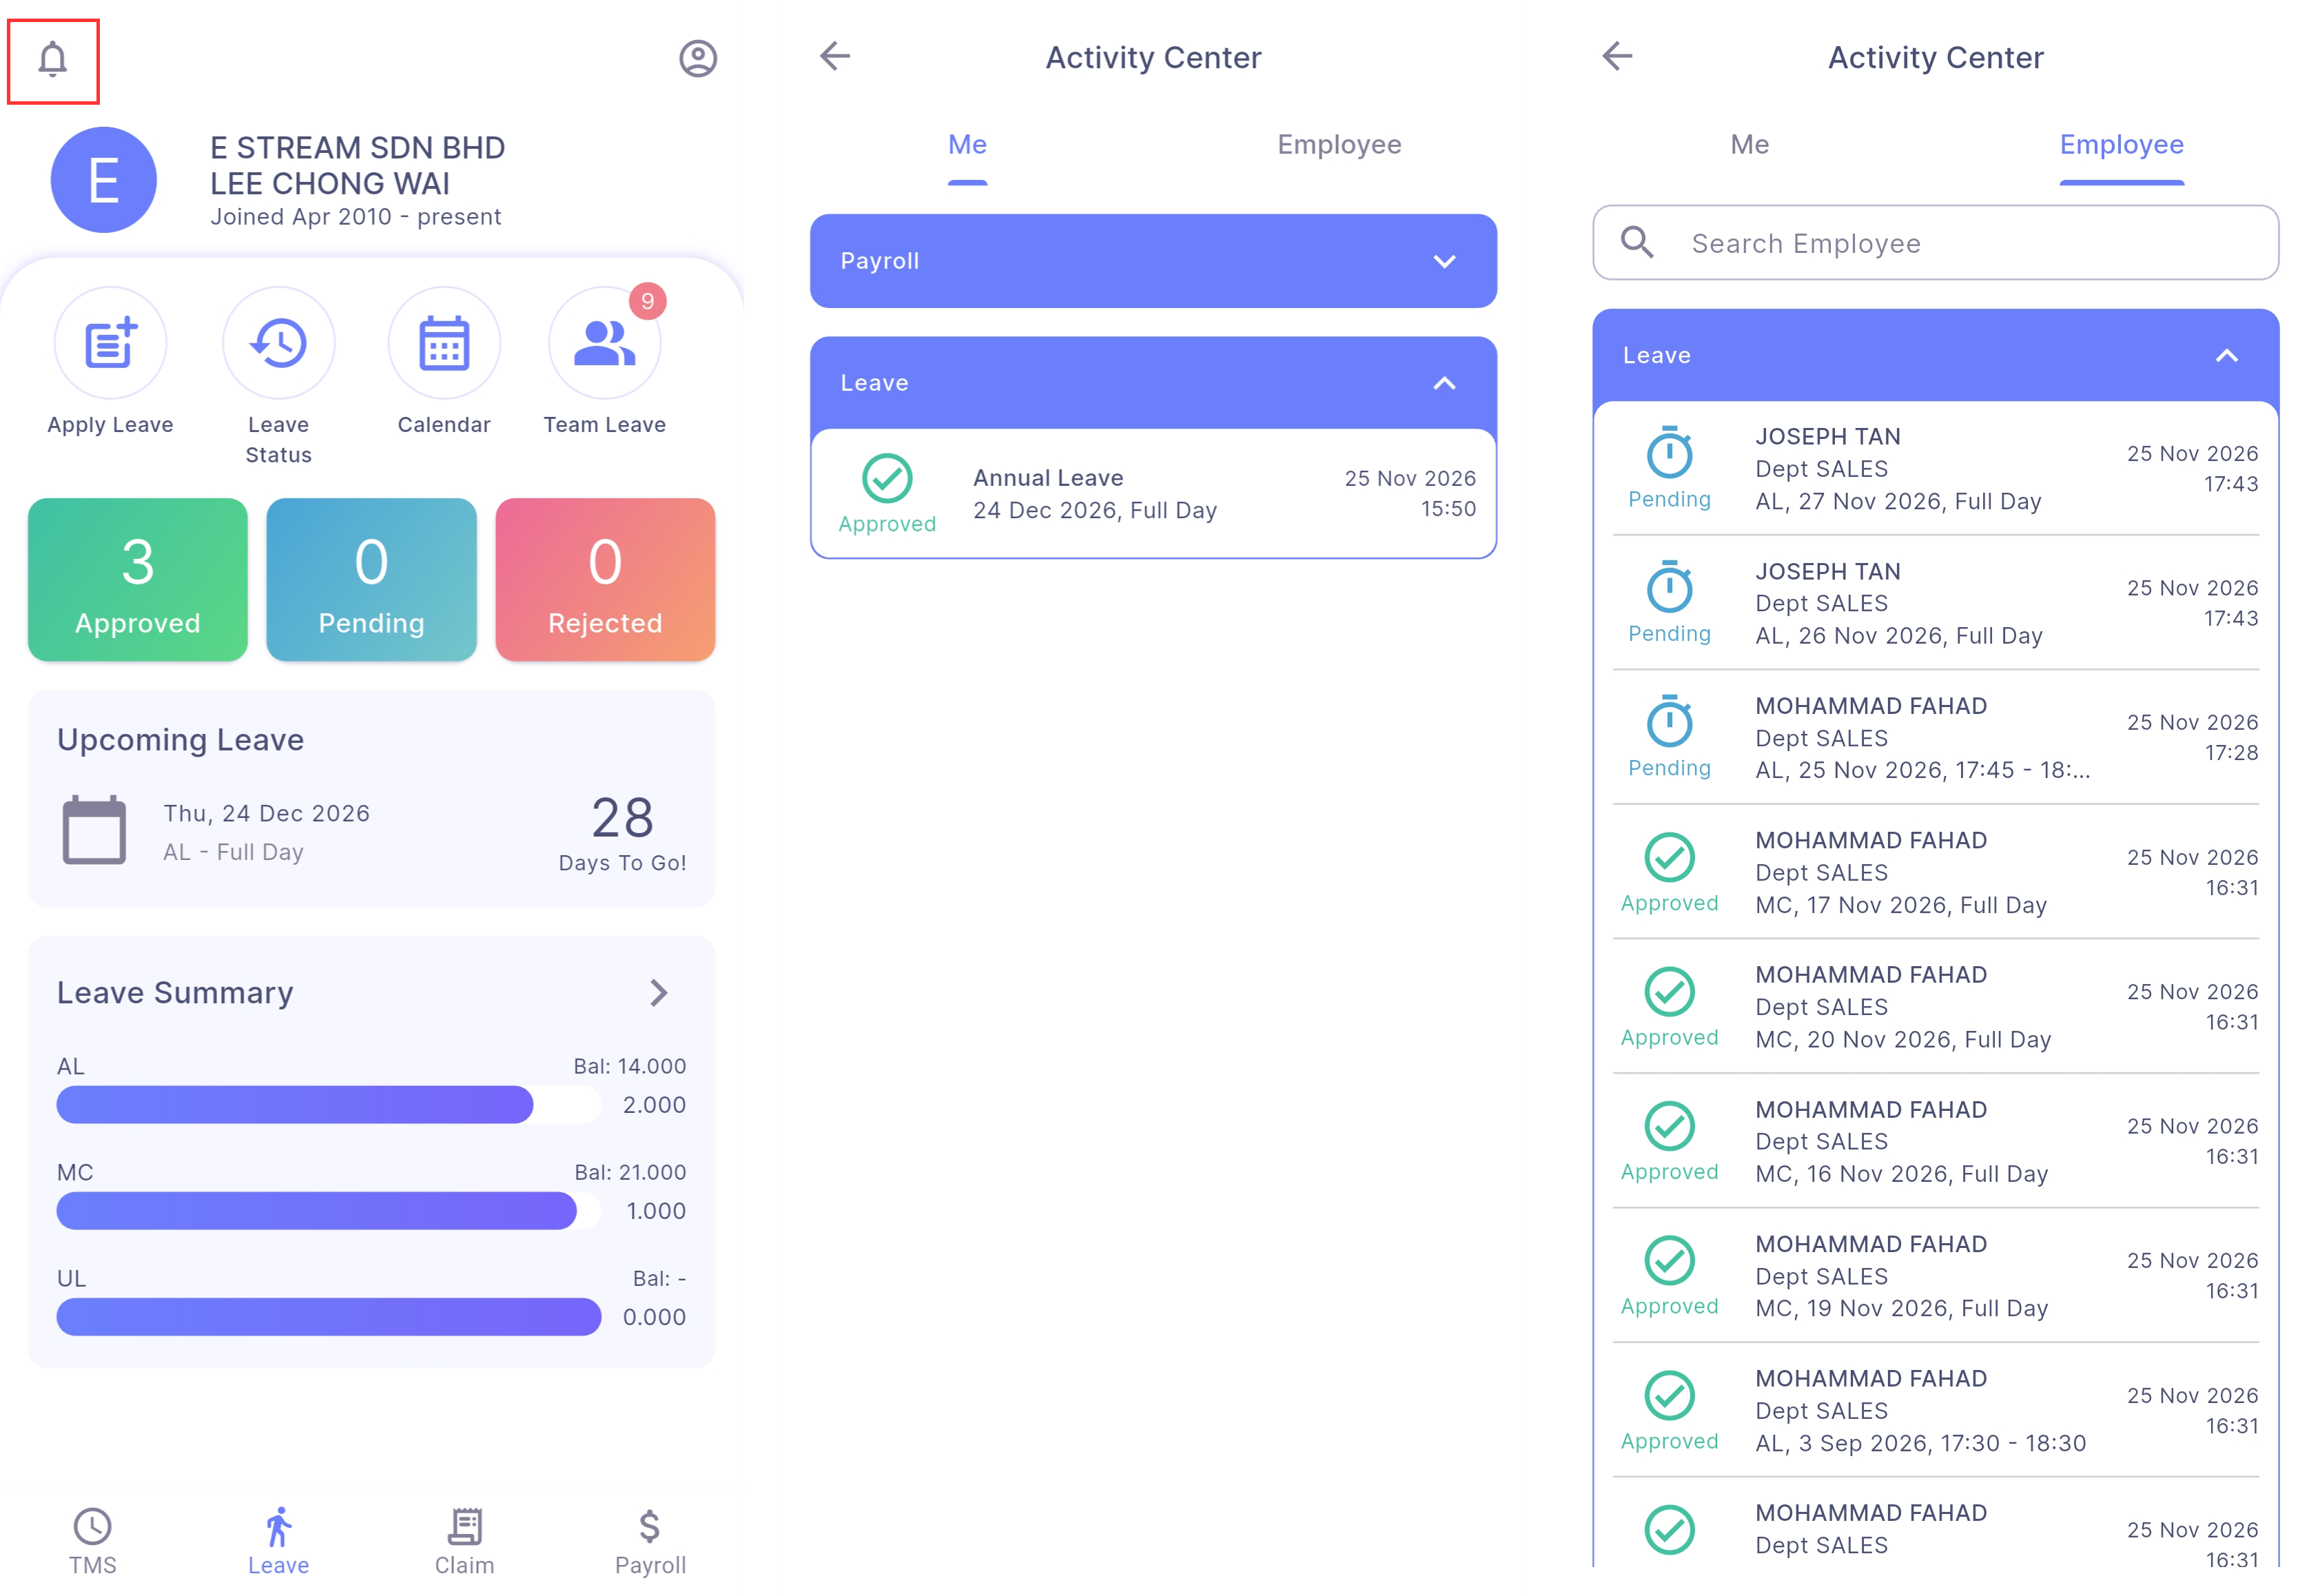 E
E STREAM SDN BHD
LEE CHONG WAI
Joined Apr 2010 - present
9
Apply Leave
Leave
Status
Calendar
Team Leave
3
Approved
0
Pending
0
Rejected
Upcoming Leave
Thu, 24 Dec 2026
AL - Full Day
28
Days To Go!
Leave Summary
AL
Bal: 14.000
2.000
MC
Bal: 21.000
1.000
UL
Bal: -
0.000
TMS
Leave
Claim
Payroll
Activity Center
Me
Employee
Payroll
Leave
Approved
Annual Leave
24 Dec 2026, Full Day
25 Nov 2026
15:50
Activity Center
Me
Employee
Search Employee
Leave
Pending
JOSEPH TAN
Dept SALES
AL, 27 Nov 2026, Full Day
25 Nov 2026
17:43
Pending
JOSEPH TAN
Dept SALES
AL, 26 Nov 2026, Full Day
25 Nov 2026
17:43
Pending
MOHAMMAD FAHAD
Dept SALES
AL, 25 Nov 2026, 17:45 - 18:...
25 Nov 2026
17:28
Approved
MOHAMMAD FAHAD
Dept SALES
MC, 17 Nov 2026, Full Day
25 Nov 2026
16:31
Approved
MOHAMMAD FAHAD
Dept SALES
MC, 20 Nov 2026, Full Day
25 Nov 2026
16:31
Approved
MOHAMMAD FAHAD
Dept SALES
MC, 16 Nov 2026, Full Day
25 Nov 2026
16:31
Approved
MOHAMMAD FAHAD
Dept SALES
MC, 19 Nov 2026, Full Day
25 Nov 2026
16:31
Approved
MOHAMMAD FAHAD
Dept SALES
AL, 3 Sep 2026, 17:30 - 18:30
25 Nov 2026
16:31
MOHAMMAD FAHAD
Dept SALES
25 Nov 2026
16:31